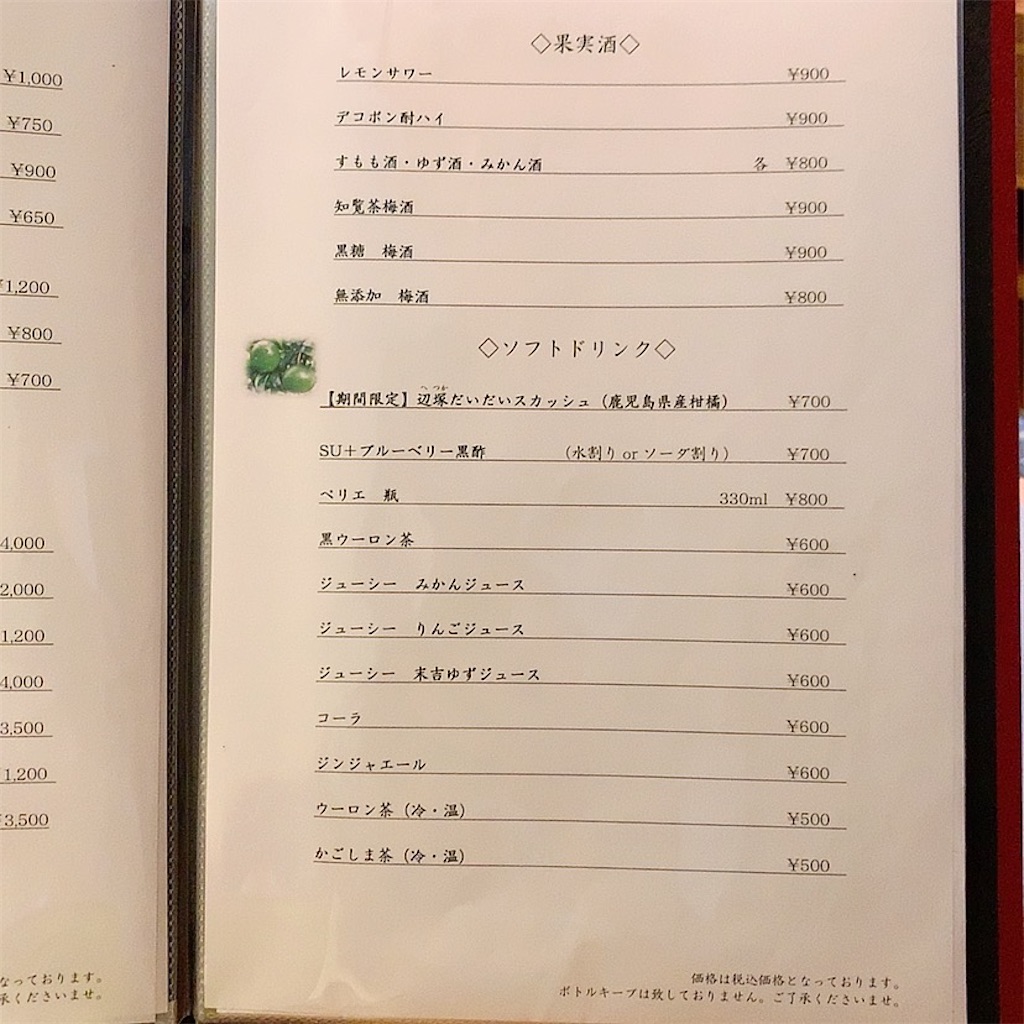 ¥1,000
¥750
¥900
¥650
¥1,200
¥800
¥700
4,000
2,000
1,200
4,000
3,500
1,200
¥3,500
なっております。
承くださいませ。
◇果実酒◇
レモンサワー ¥900
デコポン酎ハイ ¥900
すもも酒・ゆず酒・みかん酒 各 ¥800
知覧茶梅酒 ¥900
黒糖 梅酒 ¥900
無添加 梅酒 ¥800
◇ソフトドリンク◇
へつか
【期間限定】辺塚だいだいスカッシュ(鹿児島県産柑橘) ¥700
SU+ブルーベリー黒酢 (水割り or ソーダ割り) ¥700
ペリエ 瓶 330ml ¥800
黒ウーロン茶 ¥600
ジューシー みかんジュース ¥600
ジューシー りんごジュース ¥600
ジューシー 末吉ゆずジュース ¥600
コーラ ¥600
ジンジャエール ¥600
ウーロン茶(冷・温) ¥500
かごしま茶(冷・温) ¥500
価格は税込価格となっております。
ボトルキープは致しておりません。ご了承くださいませ。